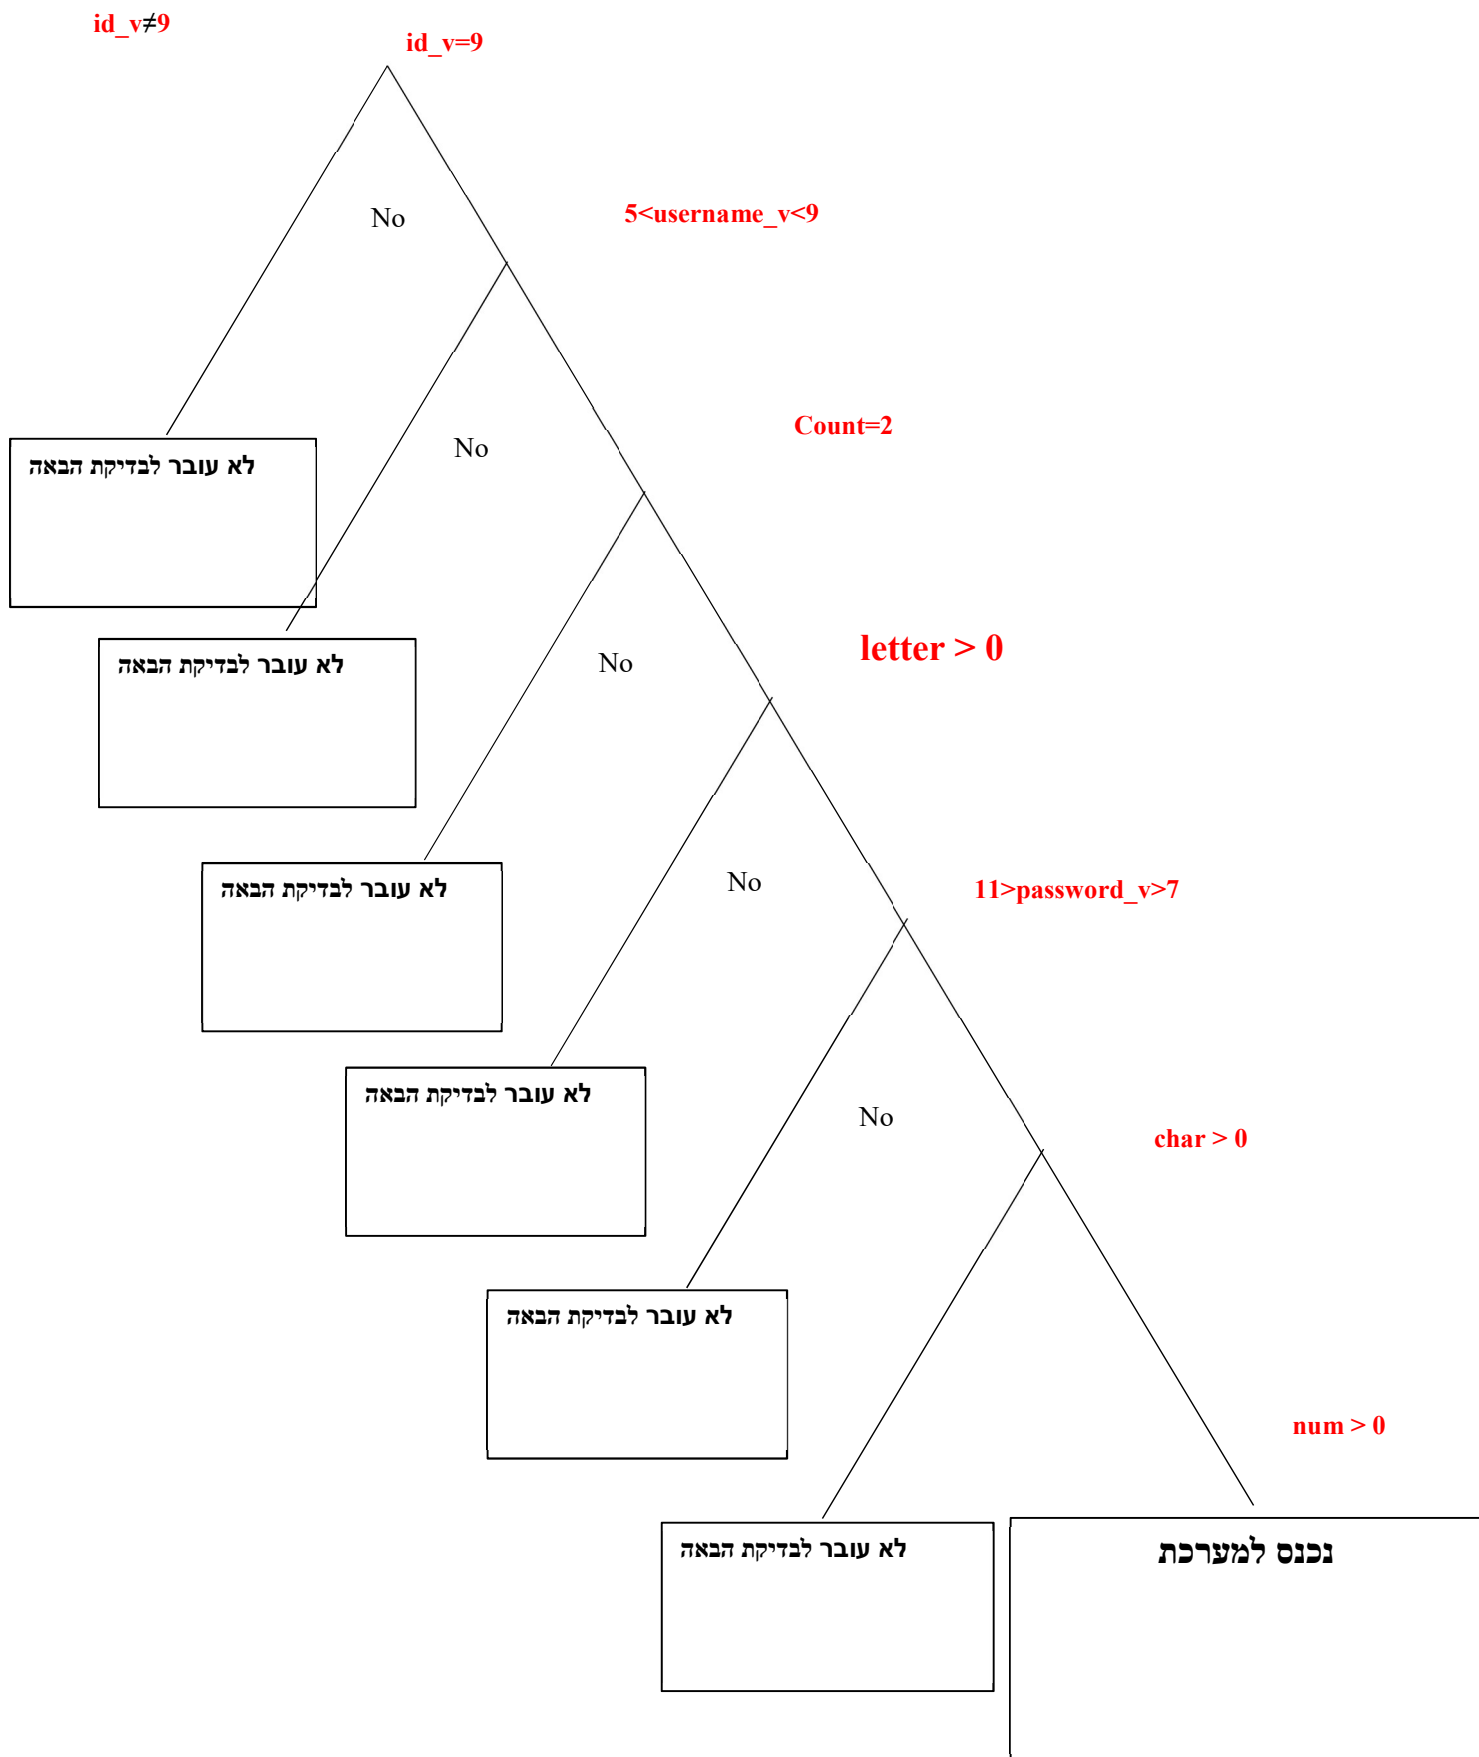 id_v≠9
id_v=9
No
5<username_v<9
Count=2
No
לא עובר לבדיקת הבאה
letter > 0
No
לא עובר לבדיקת הבאה
No
11>password_v>7
לא עובר לבדיקת הבאה
לא עובר לבדיקת הבאה
No
char > 0
לא עובר לבדיקת הבאה
num > 0
לא עובר לבדיקת הבאה
נכנס למערכת